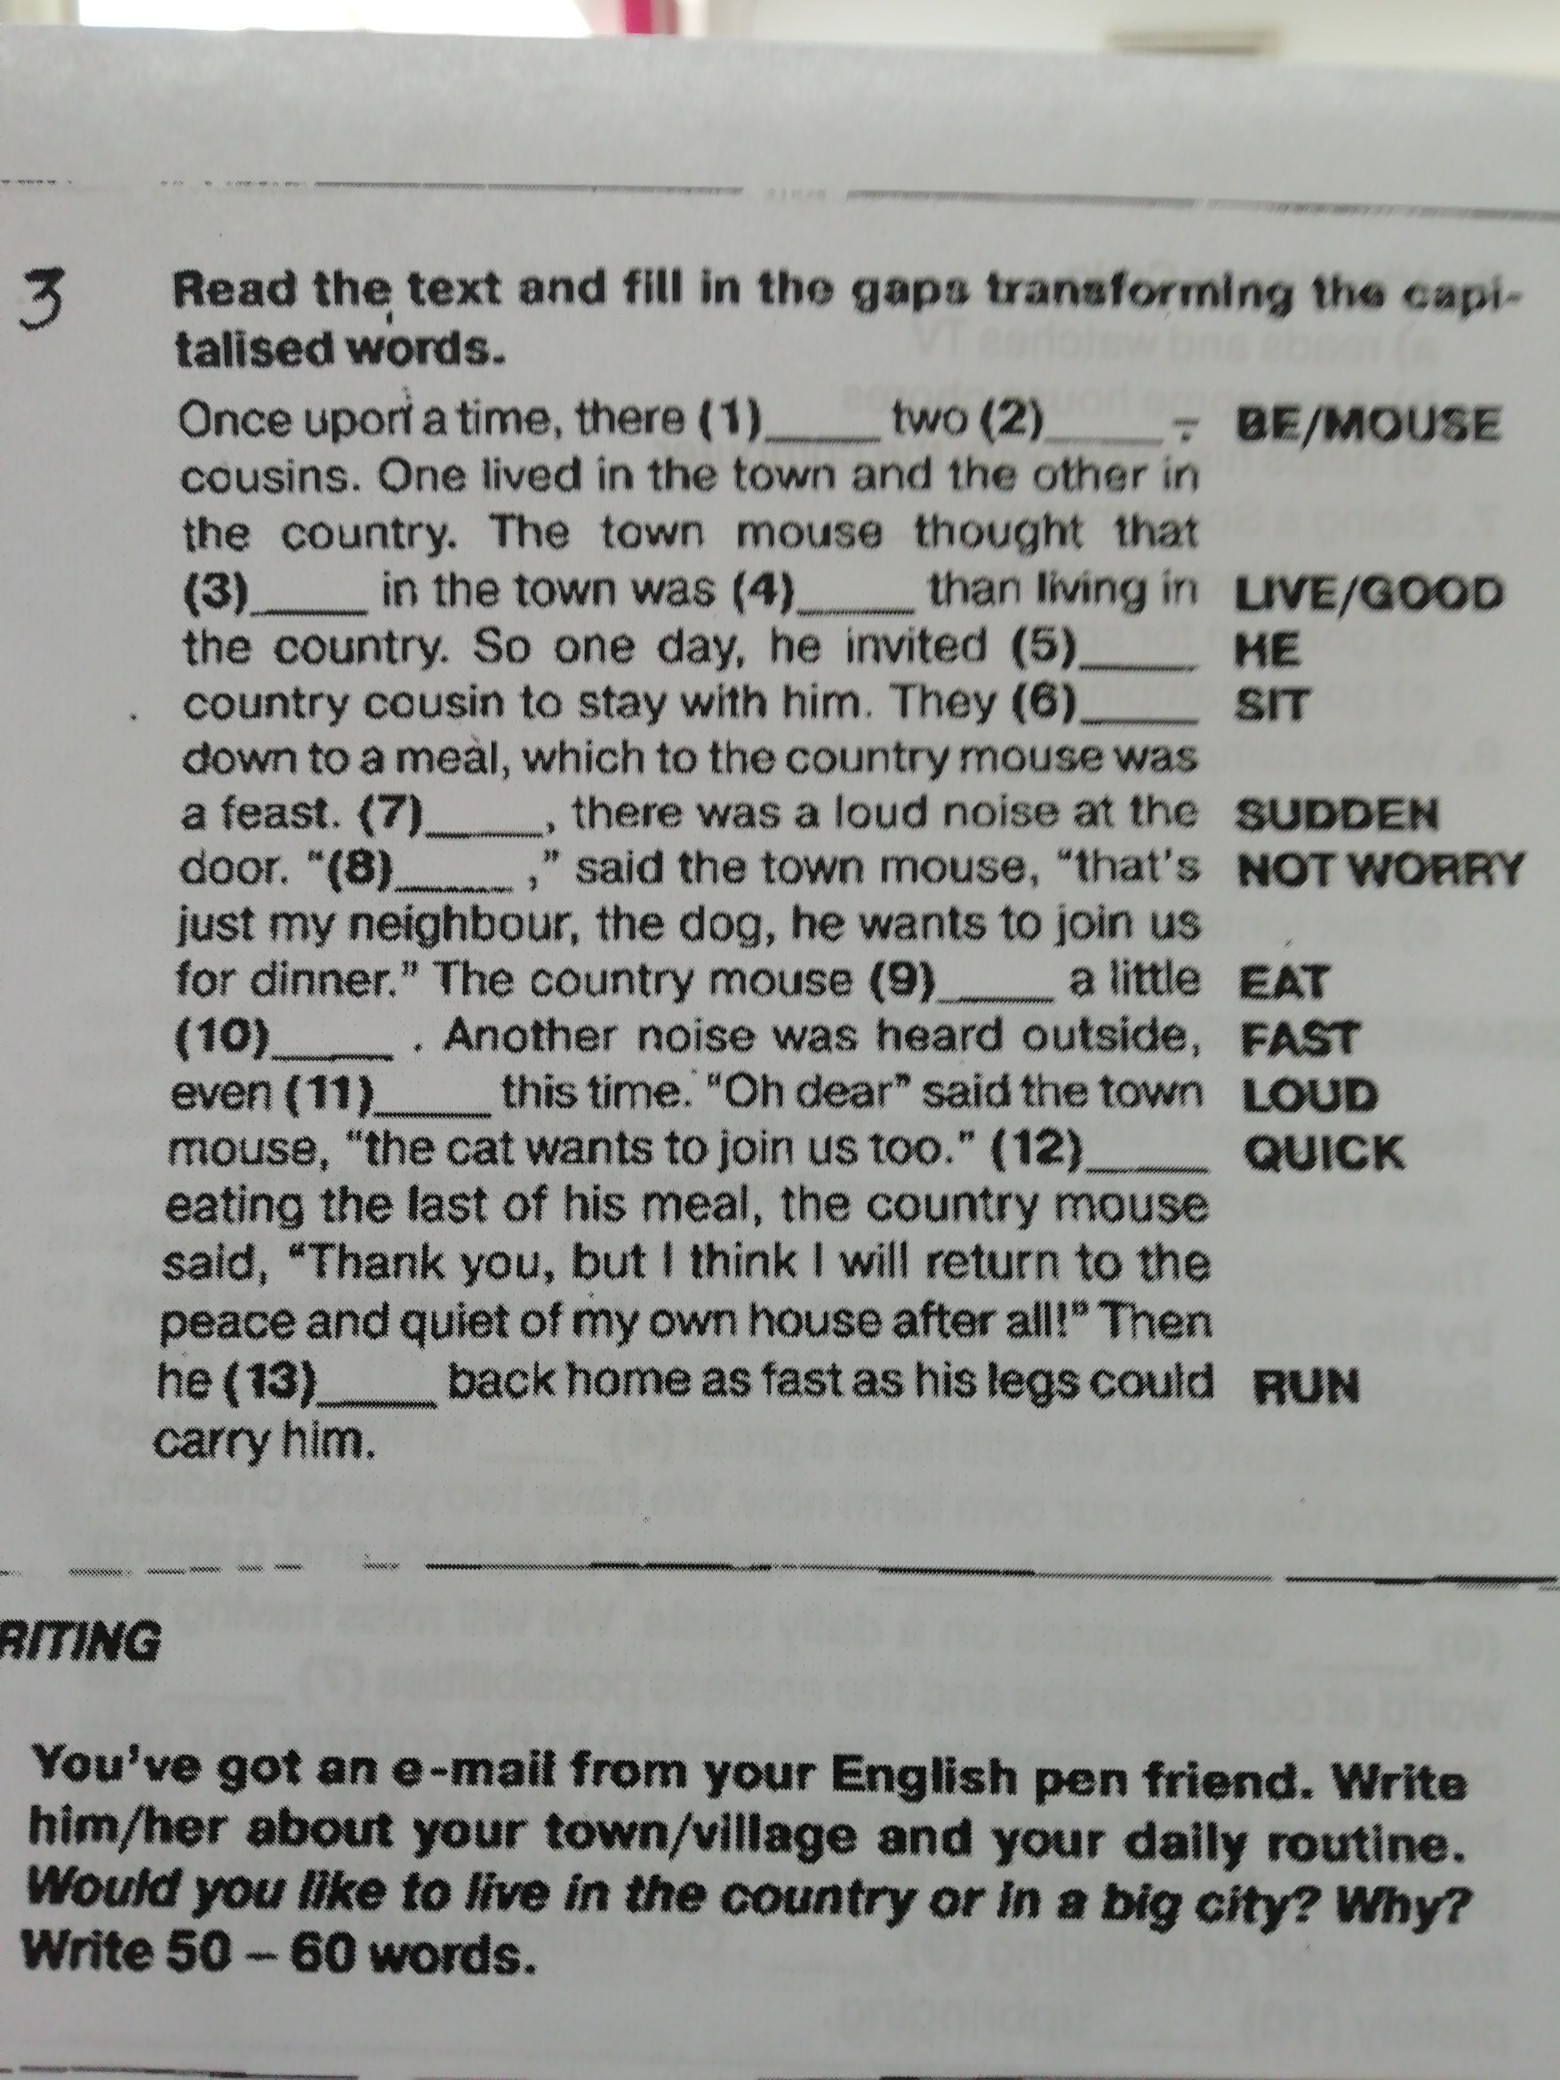 3 Read the text and fill in the gaps transforming the capi-
talised words.
Once upon a time, there (1)_____ two (2)_____ . BE/MOUSE
cousins. One lived in the town and the other in
the country. The town mouse thought that
(3)_____ in the town was (4)_____ than living in LIVE/GOOD
the country. So one day, he invited (5)_____ HE
country cousin to stay with him. They (6)_____ SIT
down to a meal, which to the country mouse was
a feast. (7)_____, there was a loud noise at the SUDDEN
door. "(8)_____ ," said the town mouse, "that's NOT WORRY
just my neighbour, the dog, he wants to join us
for dinner." The country mouse (9)_____ a little EAT
(10)_____ . Another noise was heard outside, FAST
even (11)_____ this time. "Oh dear" said the town LOUD
mouse, "the cat wants to join us too." (12)_____ QUICK
eating the last of his meal, the country mouse
said, "Thank you, but I think I will return to the
peace and quiet of my own house after all!" Then
he (13)_____ back home as fast as his legs could RUN
carry him.
RITING
You've got an e-mail from your English pen friend. Write
him/her about your town/village and your daily routine.
Would you like to live in the country or in a big city? Why?
Write 50 – 60 words.